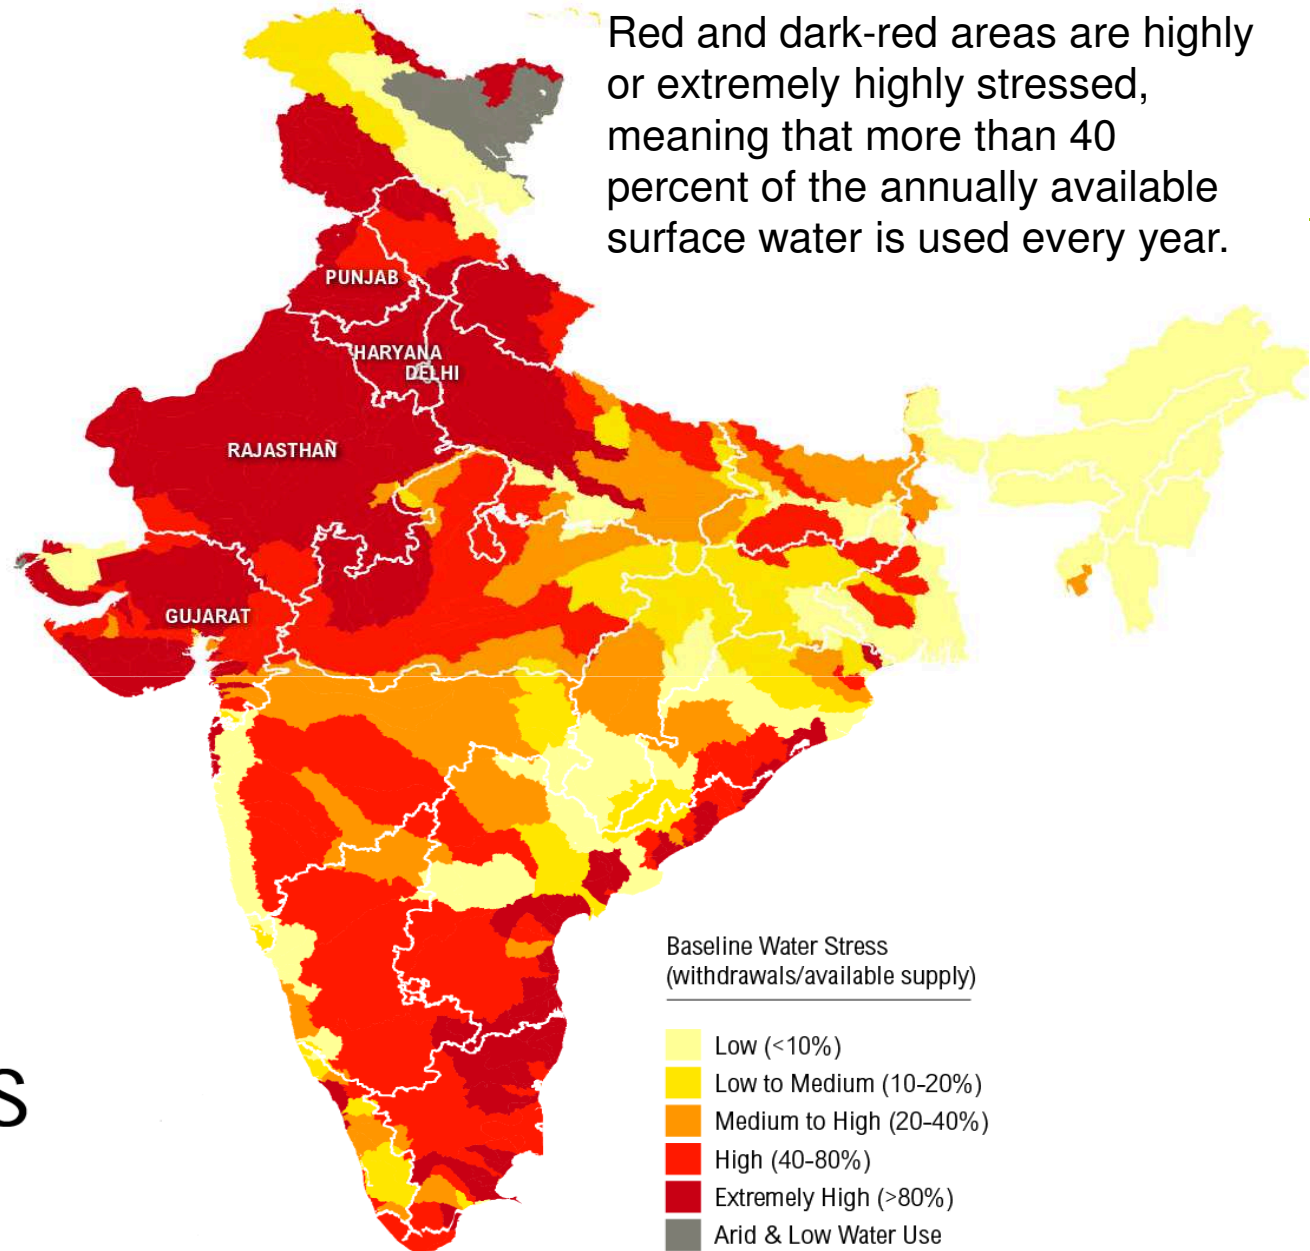 Red and dark-red areas are highly
or extremely highly stressed,
meaning that more than 40
percent of the annually available
surface water is used every year.
PUNJAB
HARYANA
DELHI
RAJASTHAN
GUJARAT
Baseline Water Stress
(withdrawals/available supply)
Low (<10%)
Low to Medium (10-20%)
Medium to High (20-40%)
High (40-80%)
Extremely High (>80%)
Arid & Low Water Use
s